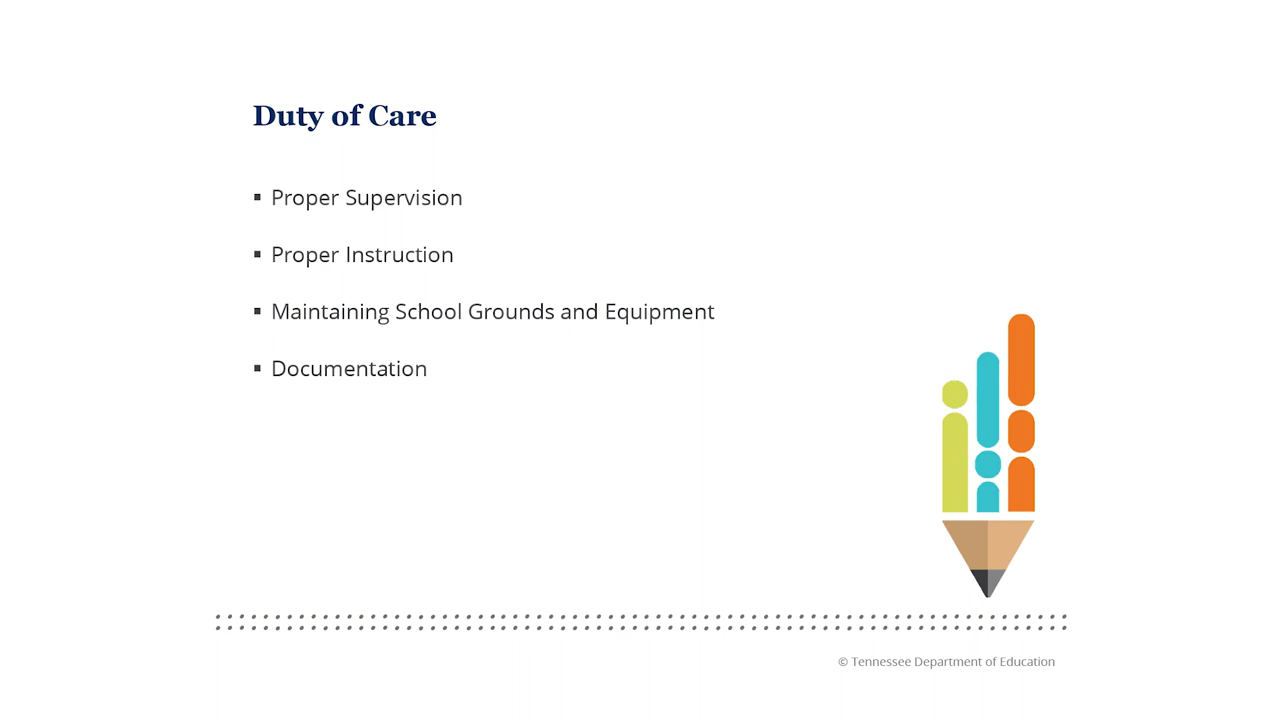 Duty of Care
▪ Proper Supervision
▪ Proper Instruction
▪ Maintaining School Grounds and Equipment
▪ Documentation
© Tennessee Department of Education